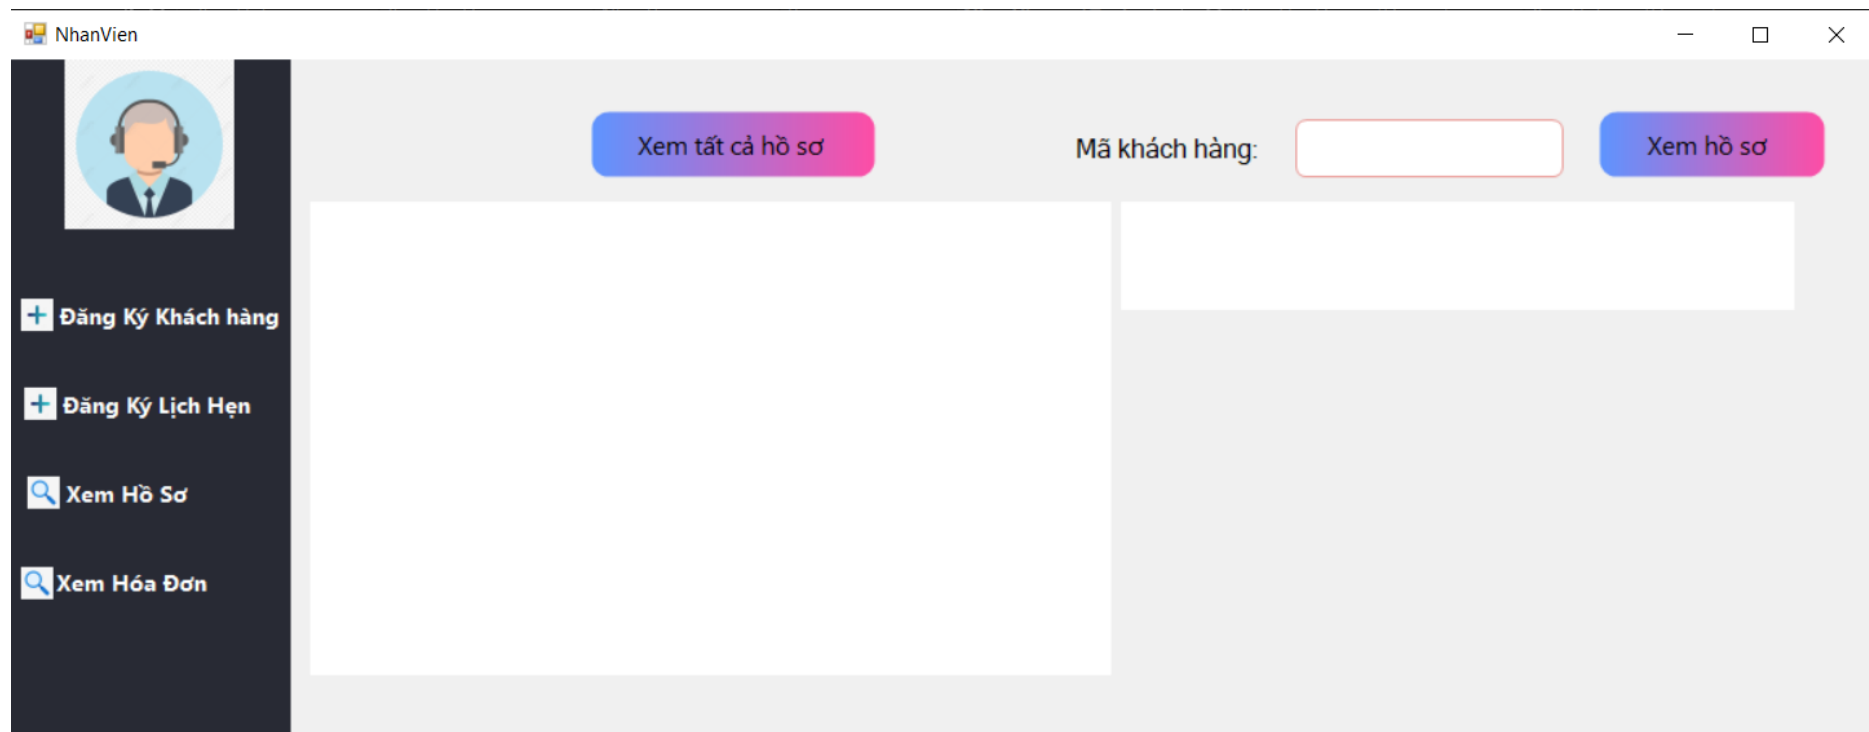 NhanVien
Xem tất cả hồ sơ
Mã khách hàng:
Xem hồ sơ
Đăng Ký Khách hàng
Đăng Ký Lịch Hẹn
Xem Hồ Sơ
Xem Hóa Đơn